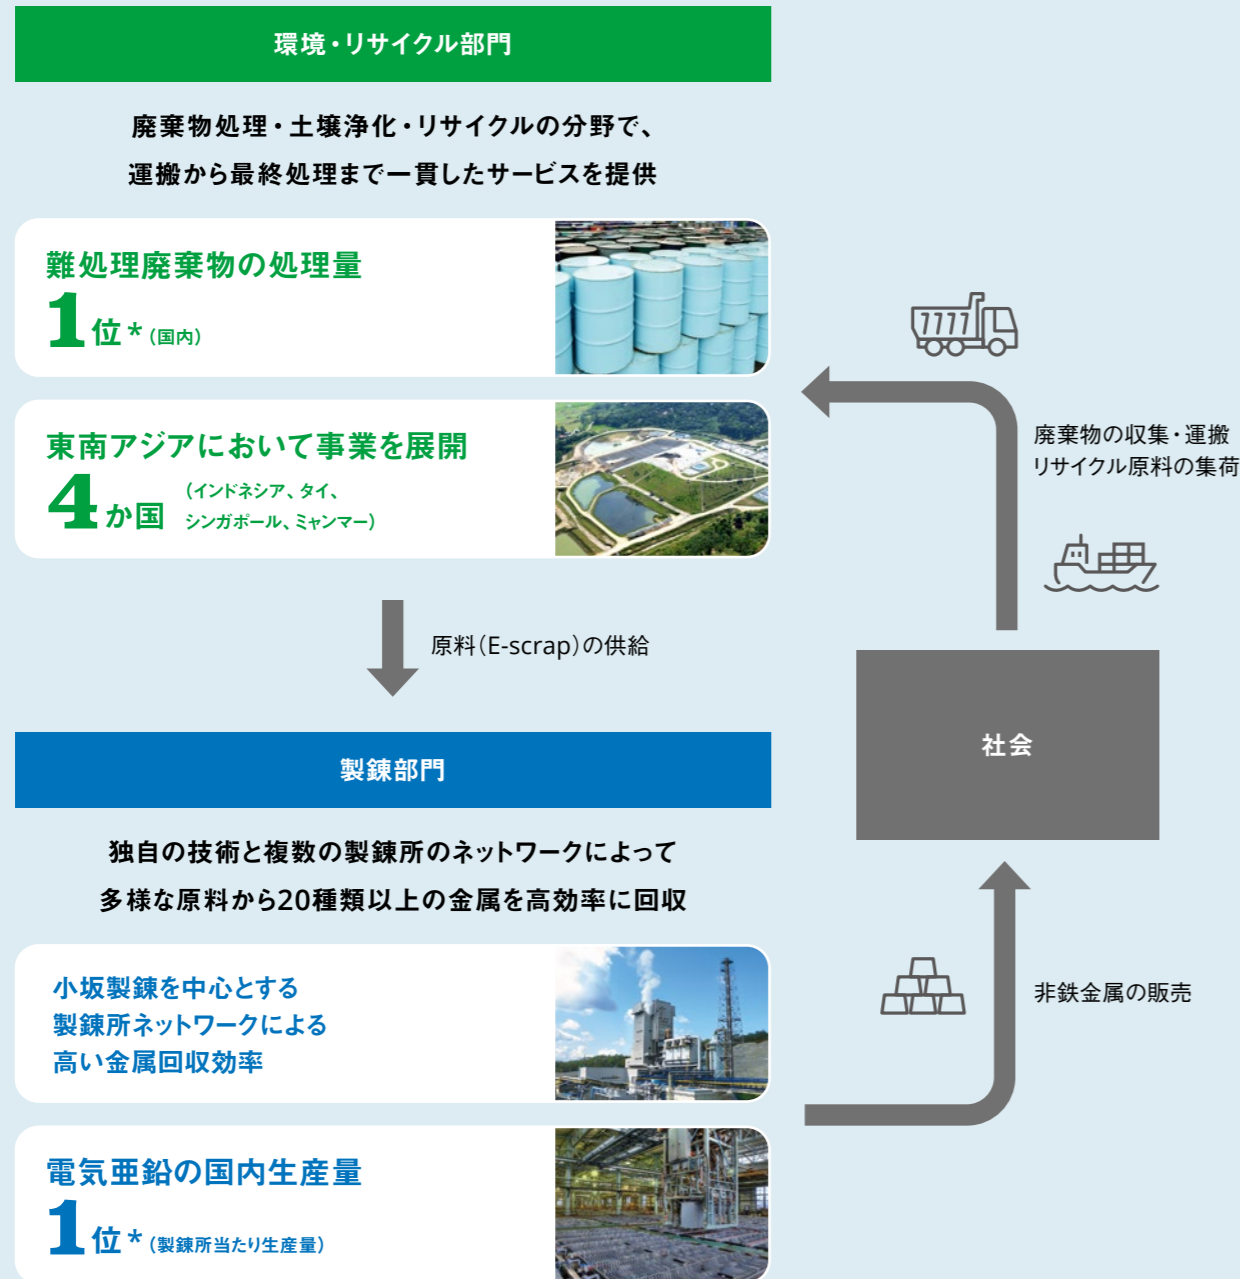 環境・リサイクル部門
廃棄物処理・土壌浄化・リサイクルの分野で、
運搬から最終処理まで一貫したサービスを提供
難処理廃棄物の処理量
1位*(国内)
東南アジアにおいて事業を展開
4か国 (インドネシア、タイ、
シンガポール、ミャンマー)
原料(E-scrap)の供給
製錬部門
独自の技術と複数の製錬所のネットワークによって
多様な原料から20種類以上の金属を高効率に回収
小坂製錬を中心とする
製錬所ネットワークによる
高い金属回収効率
電気亜鉛の国内生産量
1位*(製錬所当たり生産量)
廃棄物の収集・運搬
リサイクル原料の集荷
社会
非鉄金属の販売